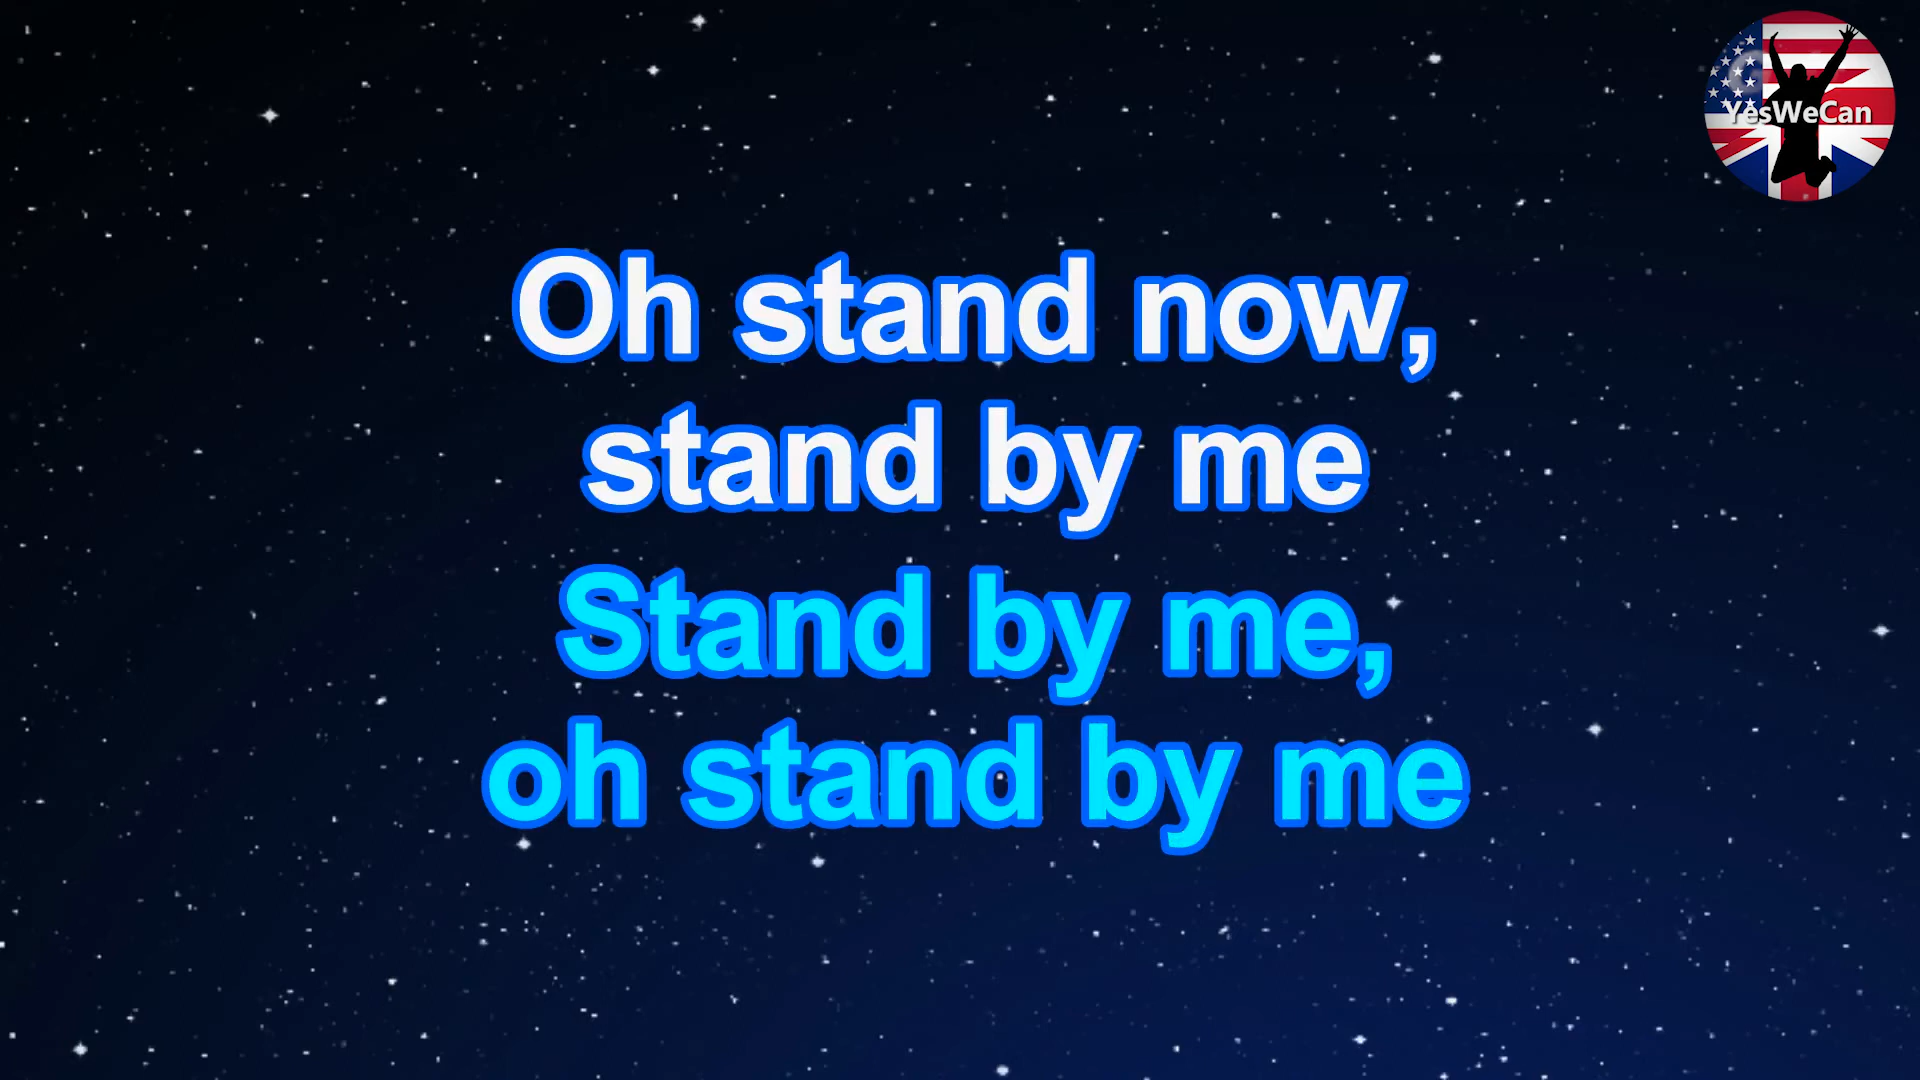 YesWeCan
Oh stand now,
stand by me
Stand by me,
oh stand by me